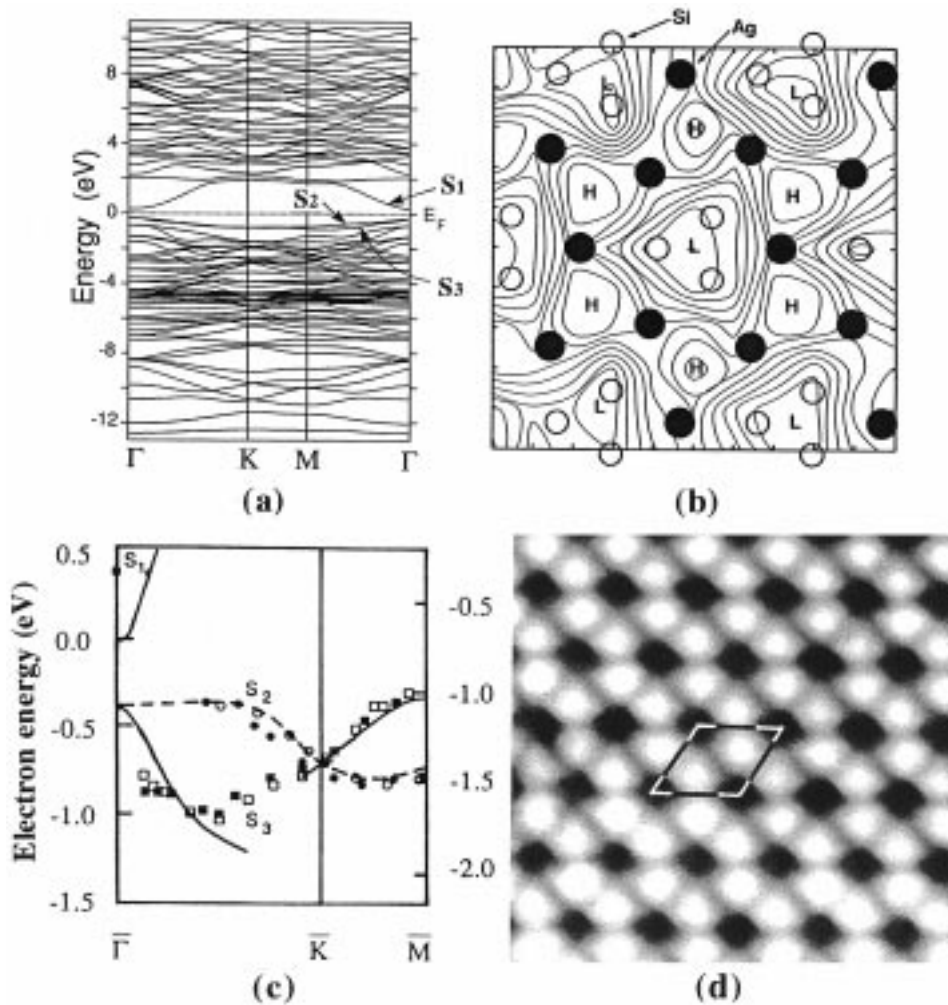 Energy (eV)
8
4
0
-4
-8
-12
S1
S2
E_F
S3
Γ K M Γ
(a)
Si
Ag
L
L
H
H
H
L
H
H
H
L
L
(b)
Electron energy (eV)
0.5
0.0
-0.5
-1.0
-1.5
S1
S2
S3
-0.5
-1.0
-1.5
-2.0
Γ̅ K̅ M̅
(c)
(d)